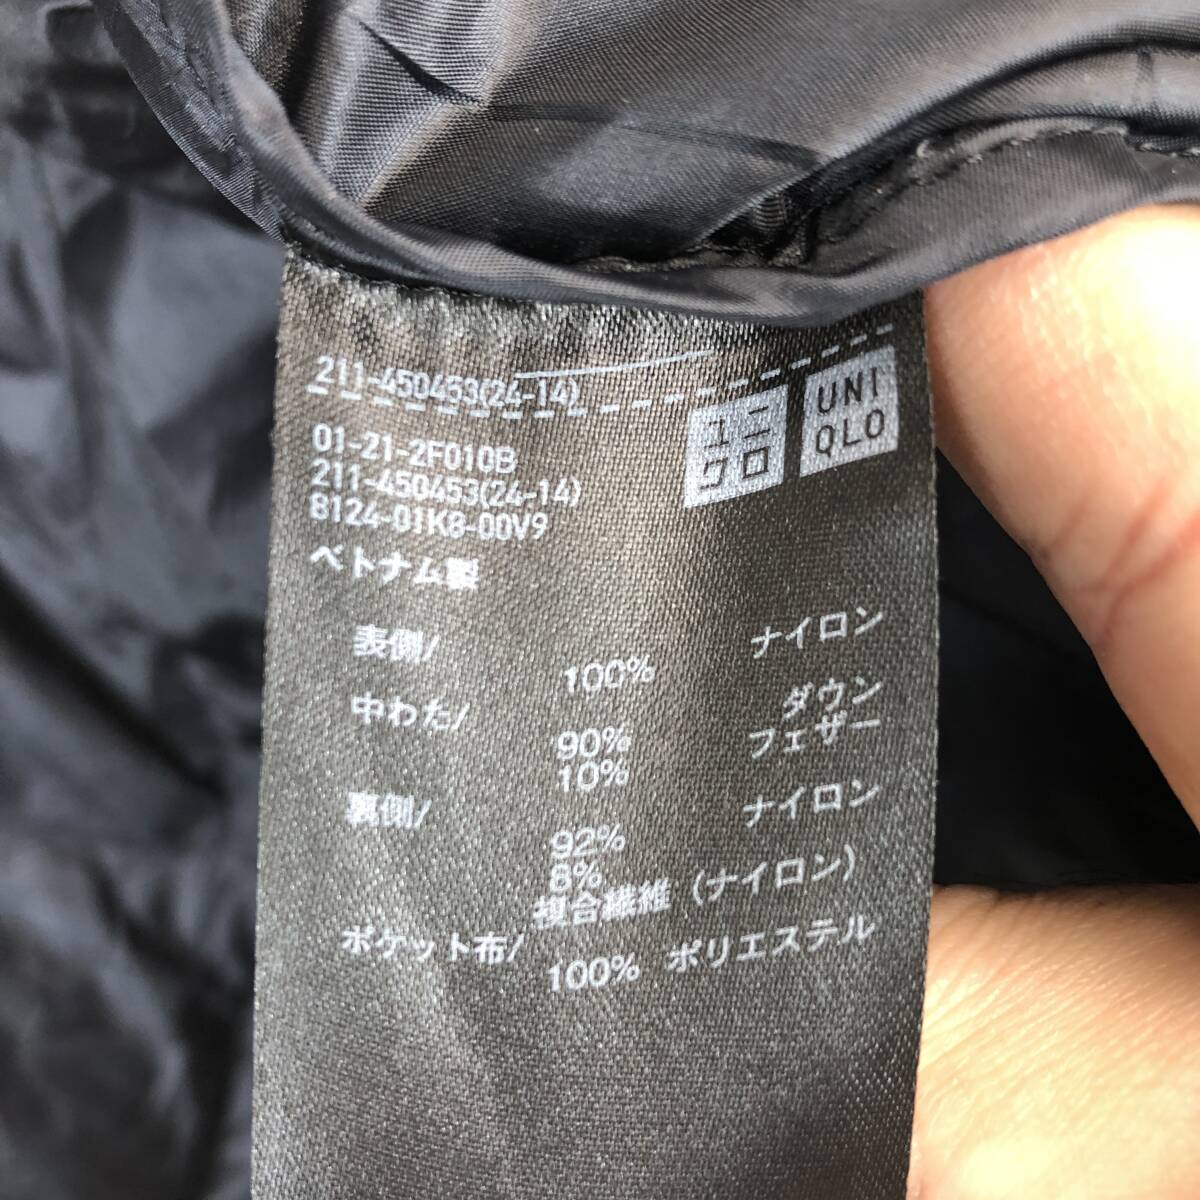 211-450453(24-14)
ユニ
クロ
UNI
QLO
01-21-2F010B
211-450453(24-14)
8124-01K8-00V9
ベトナム製
表側/
100% ナイロン
中わた/
90% ダウン
10% フェザー
裏側/
92% ナイロン
8%
複合繊維(ナイロン)
ポケット布/
100% ポリエステル